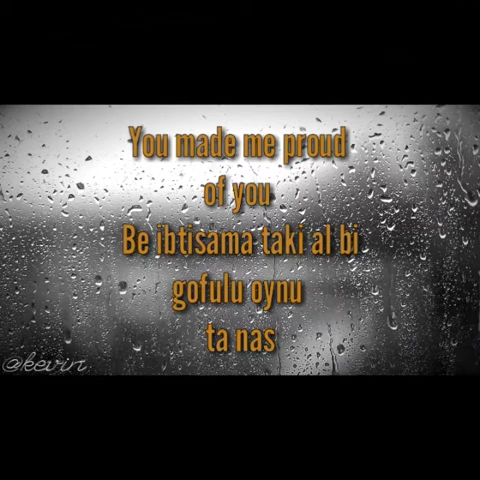 You made me proud
of you
Be ibtisama taki al bi
gofulu oynu
ta nas
@kevin